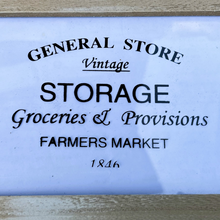 GENERAL STORE
Vintage
STORAGE
Groceries & Provisions
FARMERS MARKET
1846